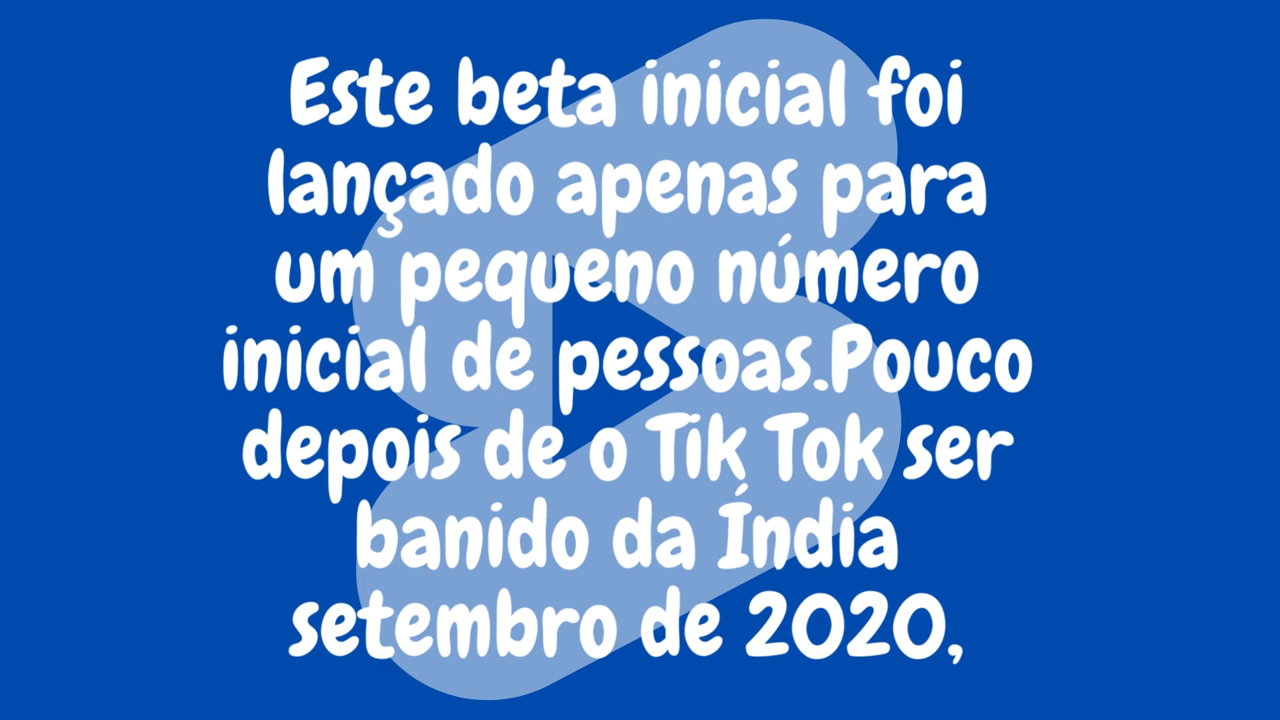 Este beta inicial foi
lançado apenas para
um pequeno número
inicial de pessoas.Pouco
depois de o Tik Tok ser
banido da Índia
setembro de 2020,